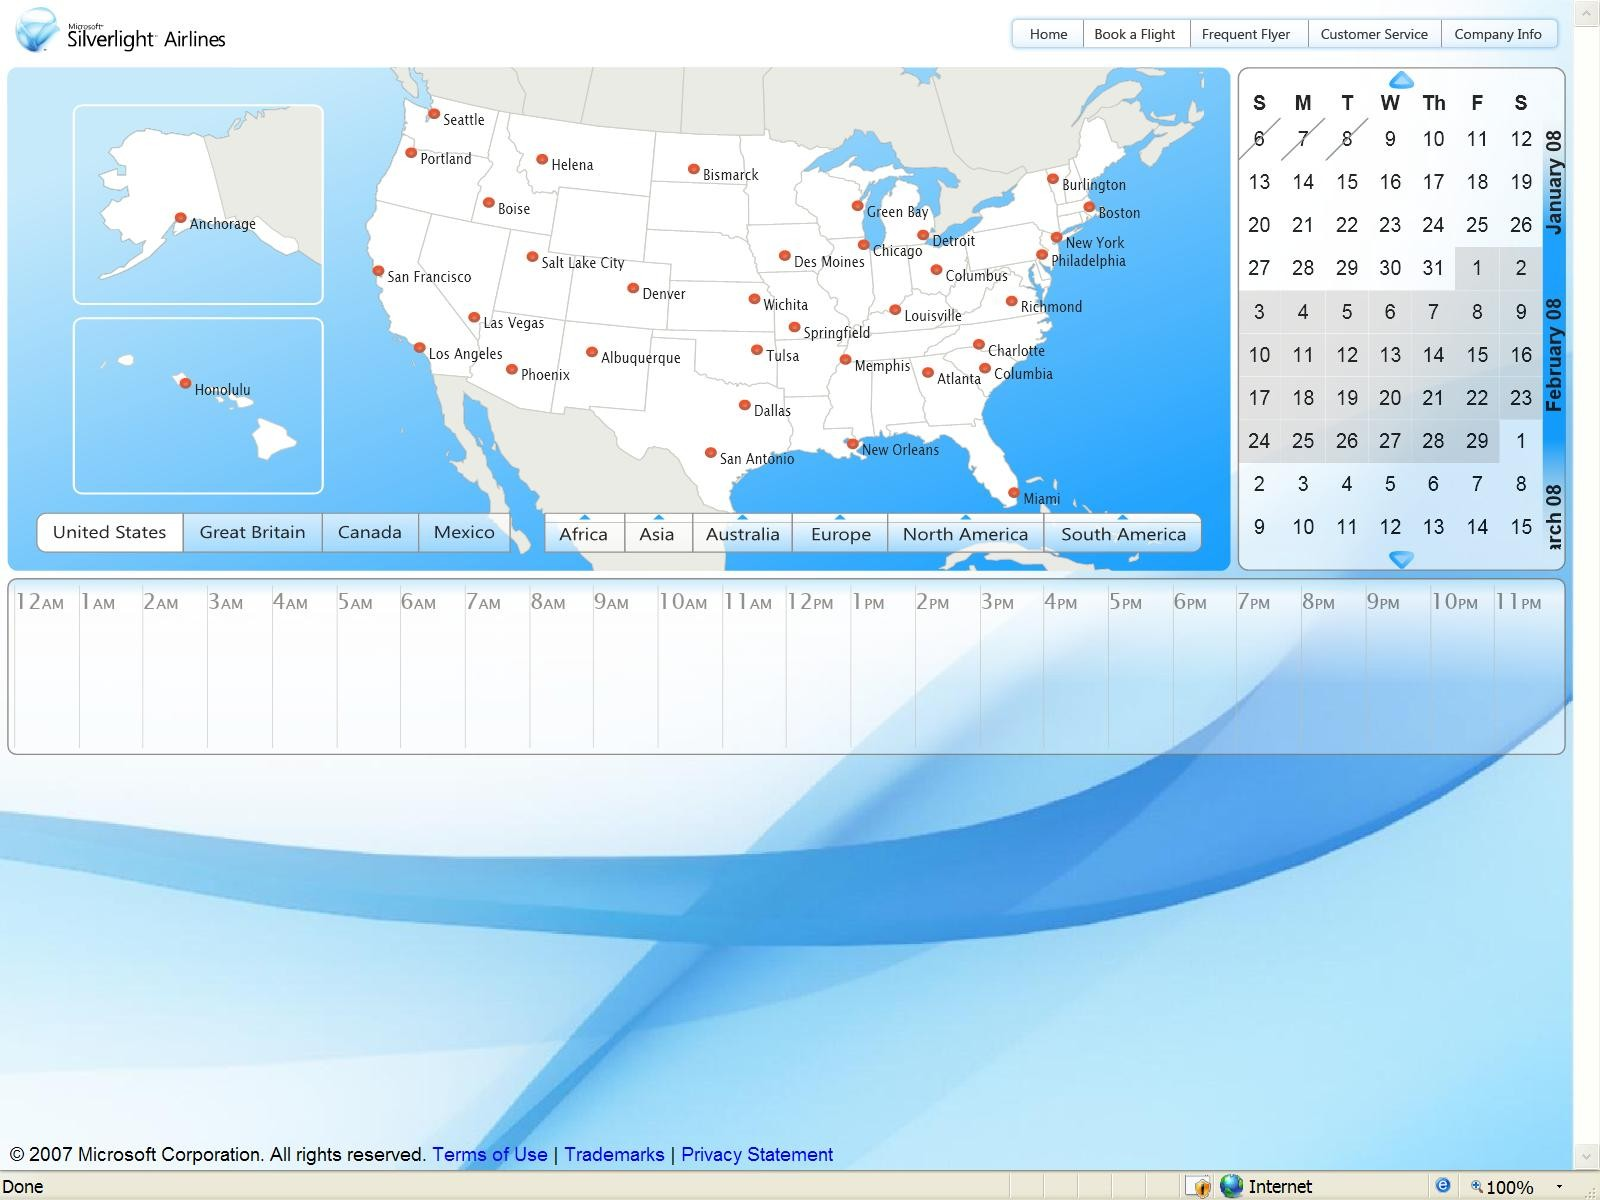 Microsoft®
Silverlight™ Airlines
Home
Book a Flight
Frequent Flyer
Customer Service
Company Info
Seattle
Portland
Helena
Bismarck
Boise
Burlington
Green Bay
Boston
Anchorage
Detroit
New York
Chicago
Philadelphia
Salt Lake City
Des Moines
Columbus
San Francisco
Denver
Wichita
Richmond
Las Vegas
Louisville
Springfield
Los Angeles
Albuquerque
Tulsa
Charlotte
Phoenix
Memphis
Atlanta
Columbia
Honolulu
Dallas
San Antonio
New Orleans
Miami
United States
Great Britain
Canada
Mexico
Africa
Asia
Australia
Europe
North America
South America
S M T W Th F S
6 7 8 9 10 11 12
13 14 15 16 17 18 19
20 21 22 23 24 25 26
27 28 29 30 31 1 2
3 4 5 6 7 8 9
10 11 12 13 14 15 16
17 18 19 20 21 22 23
24 25 26 27 28 29 1
2 3 4 5 6 7 8
9 10 11 12 13 14 15
January 08
February 08
arch 08
12AM 1AM 2AM 3AM 4AM 5AM 6AM 7AM 8AM 9AM 10AM 11AM 12PM 1PM 2PM 3PM 4PM 5PM 6PM 7PM 8PM 9PM 10PM 11PM
© 2007 Microsoft Corporation. All rights reserved. Terms of Use | Trademarks | Privacy Statement
Done
Internet
100%